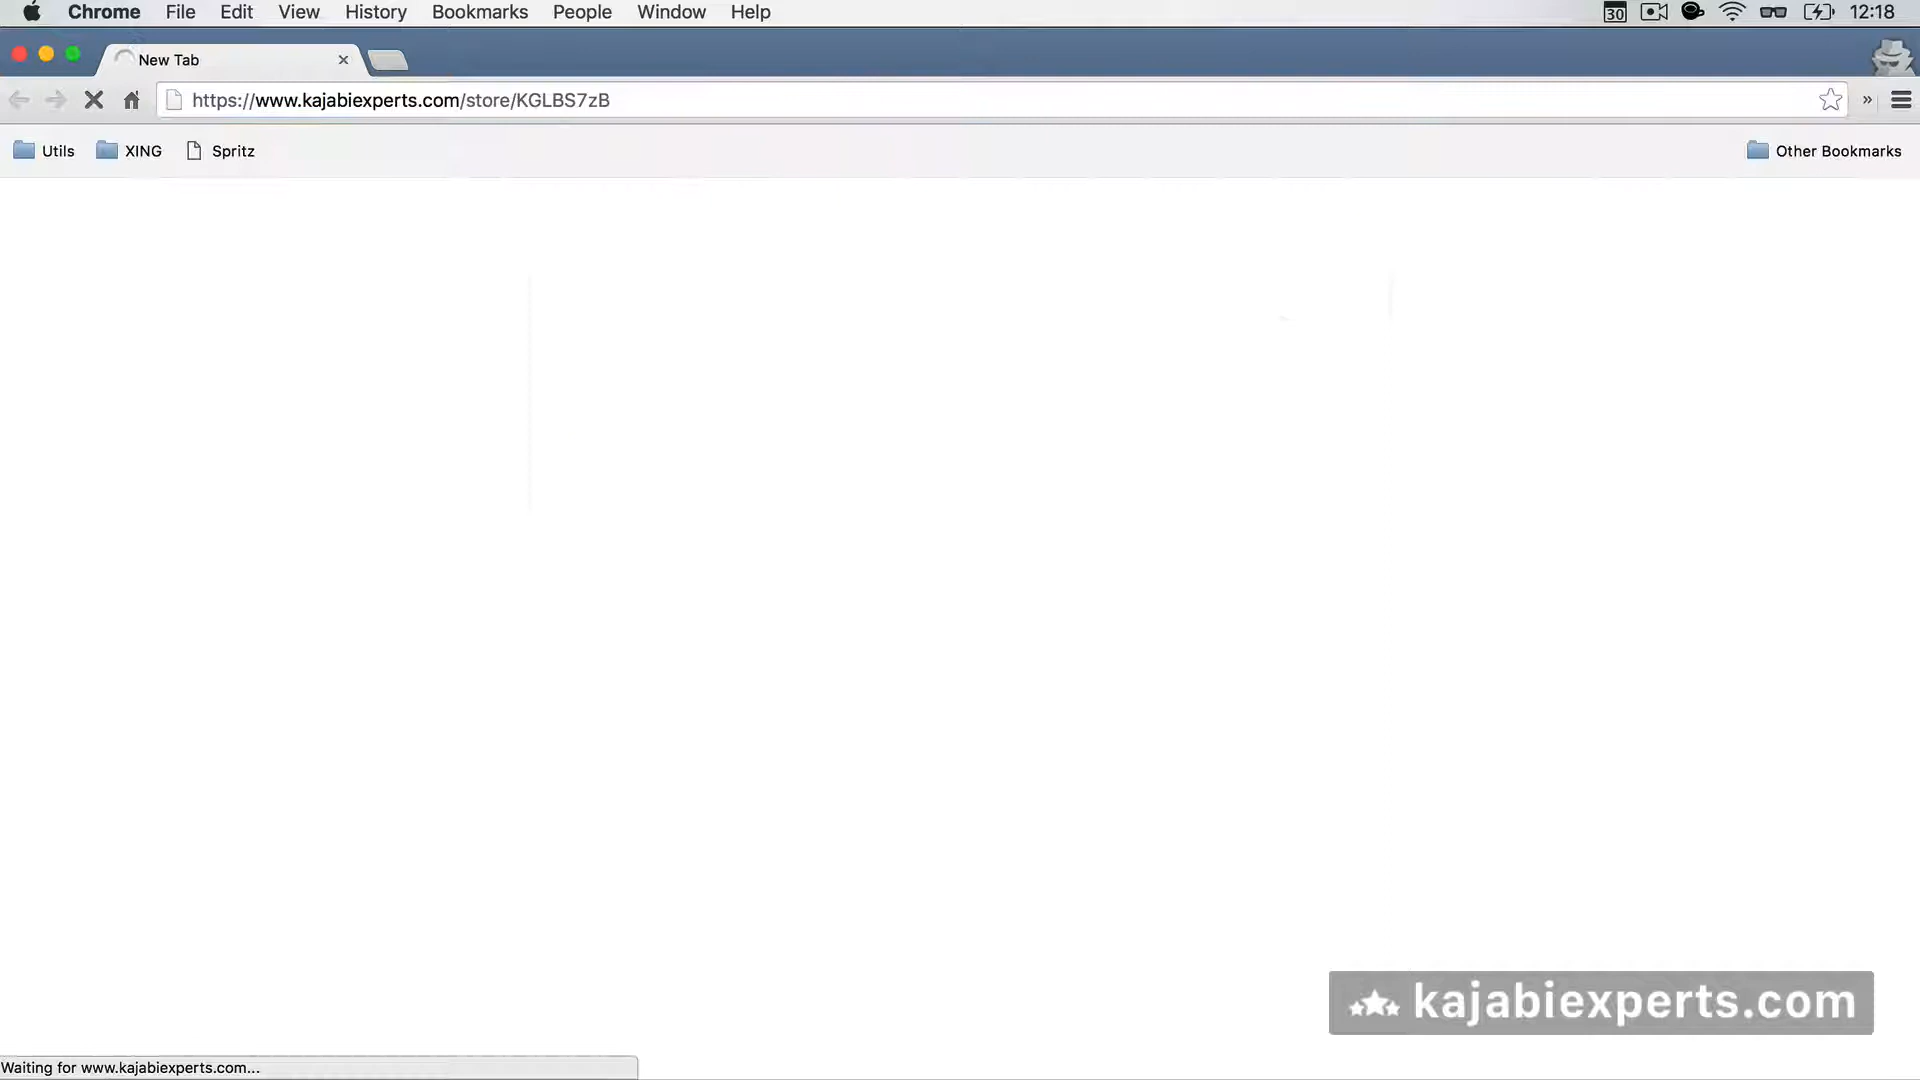 Chrome File Edit View History Bookmarks People Window Help 30 12:18
New Tab
https://www.kajabiexperts.com/store/KGLBS7zB »
Utils XING Spritz Other Bookmarks
kajabiexperts.com
Waiting for www.kajabiexperts.com...